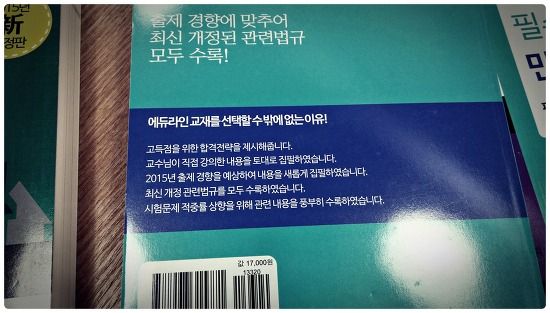 2015년
新
정판
출제 경향에 맞추어
최신 개정된 관련법규
모두 수록!
에듀라인 교재를 선택할 수 밖에 없는 이유!
고득점을 위한 합격전략을 제시해줍니다.
교수님이 직접 강의한 내용을 토대로 집필하였습니다.
2015년 출제 경향을 예상하여 내용을 새롭게 집필하였습니다.
최신 개정 관련법규를 모두 수록하였습니다.
시험문제 적중률 상향을 위해 관련 내용을 풍부히 수록하였습니다.
값 17,000원
13320